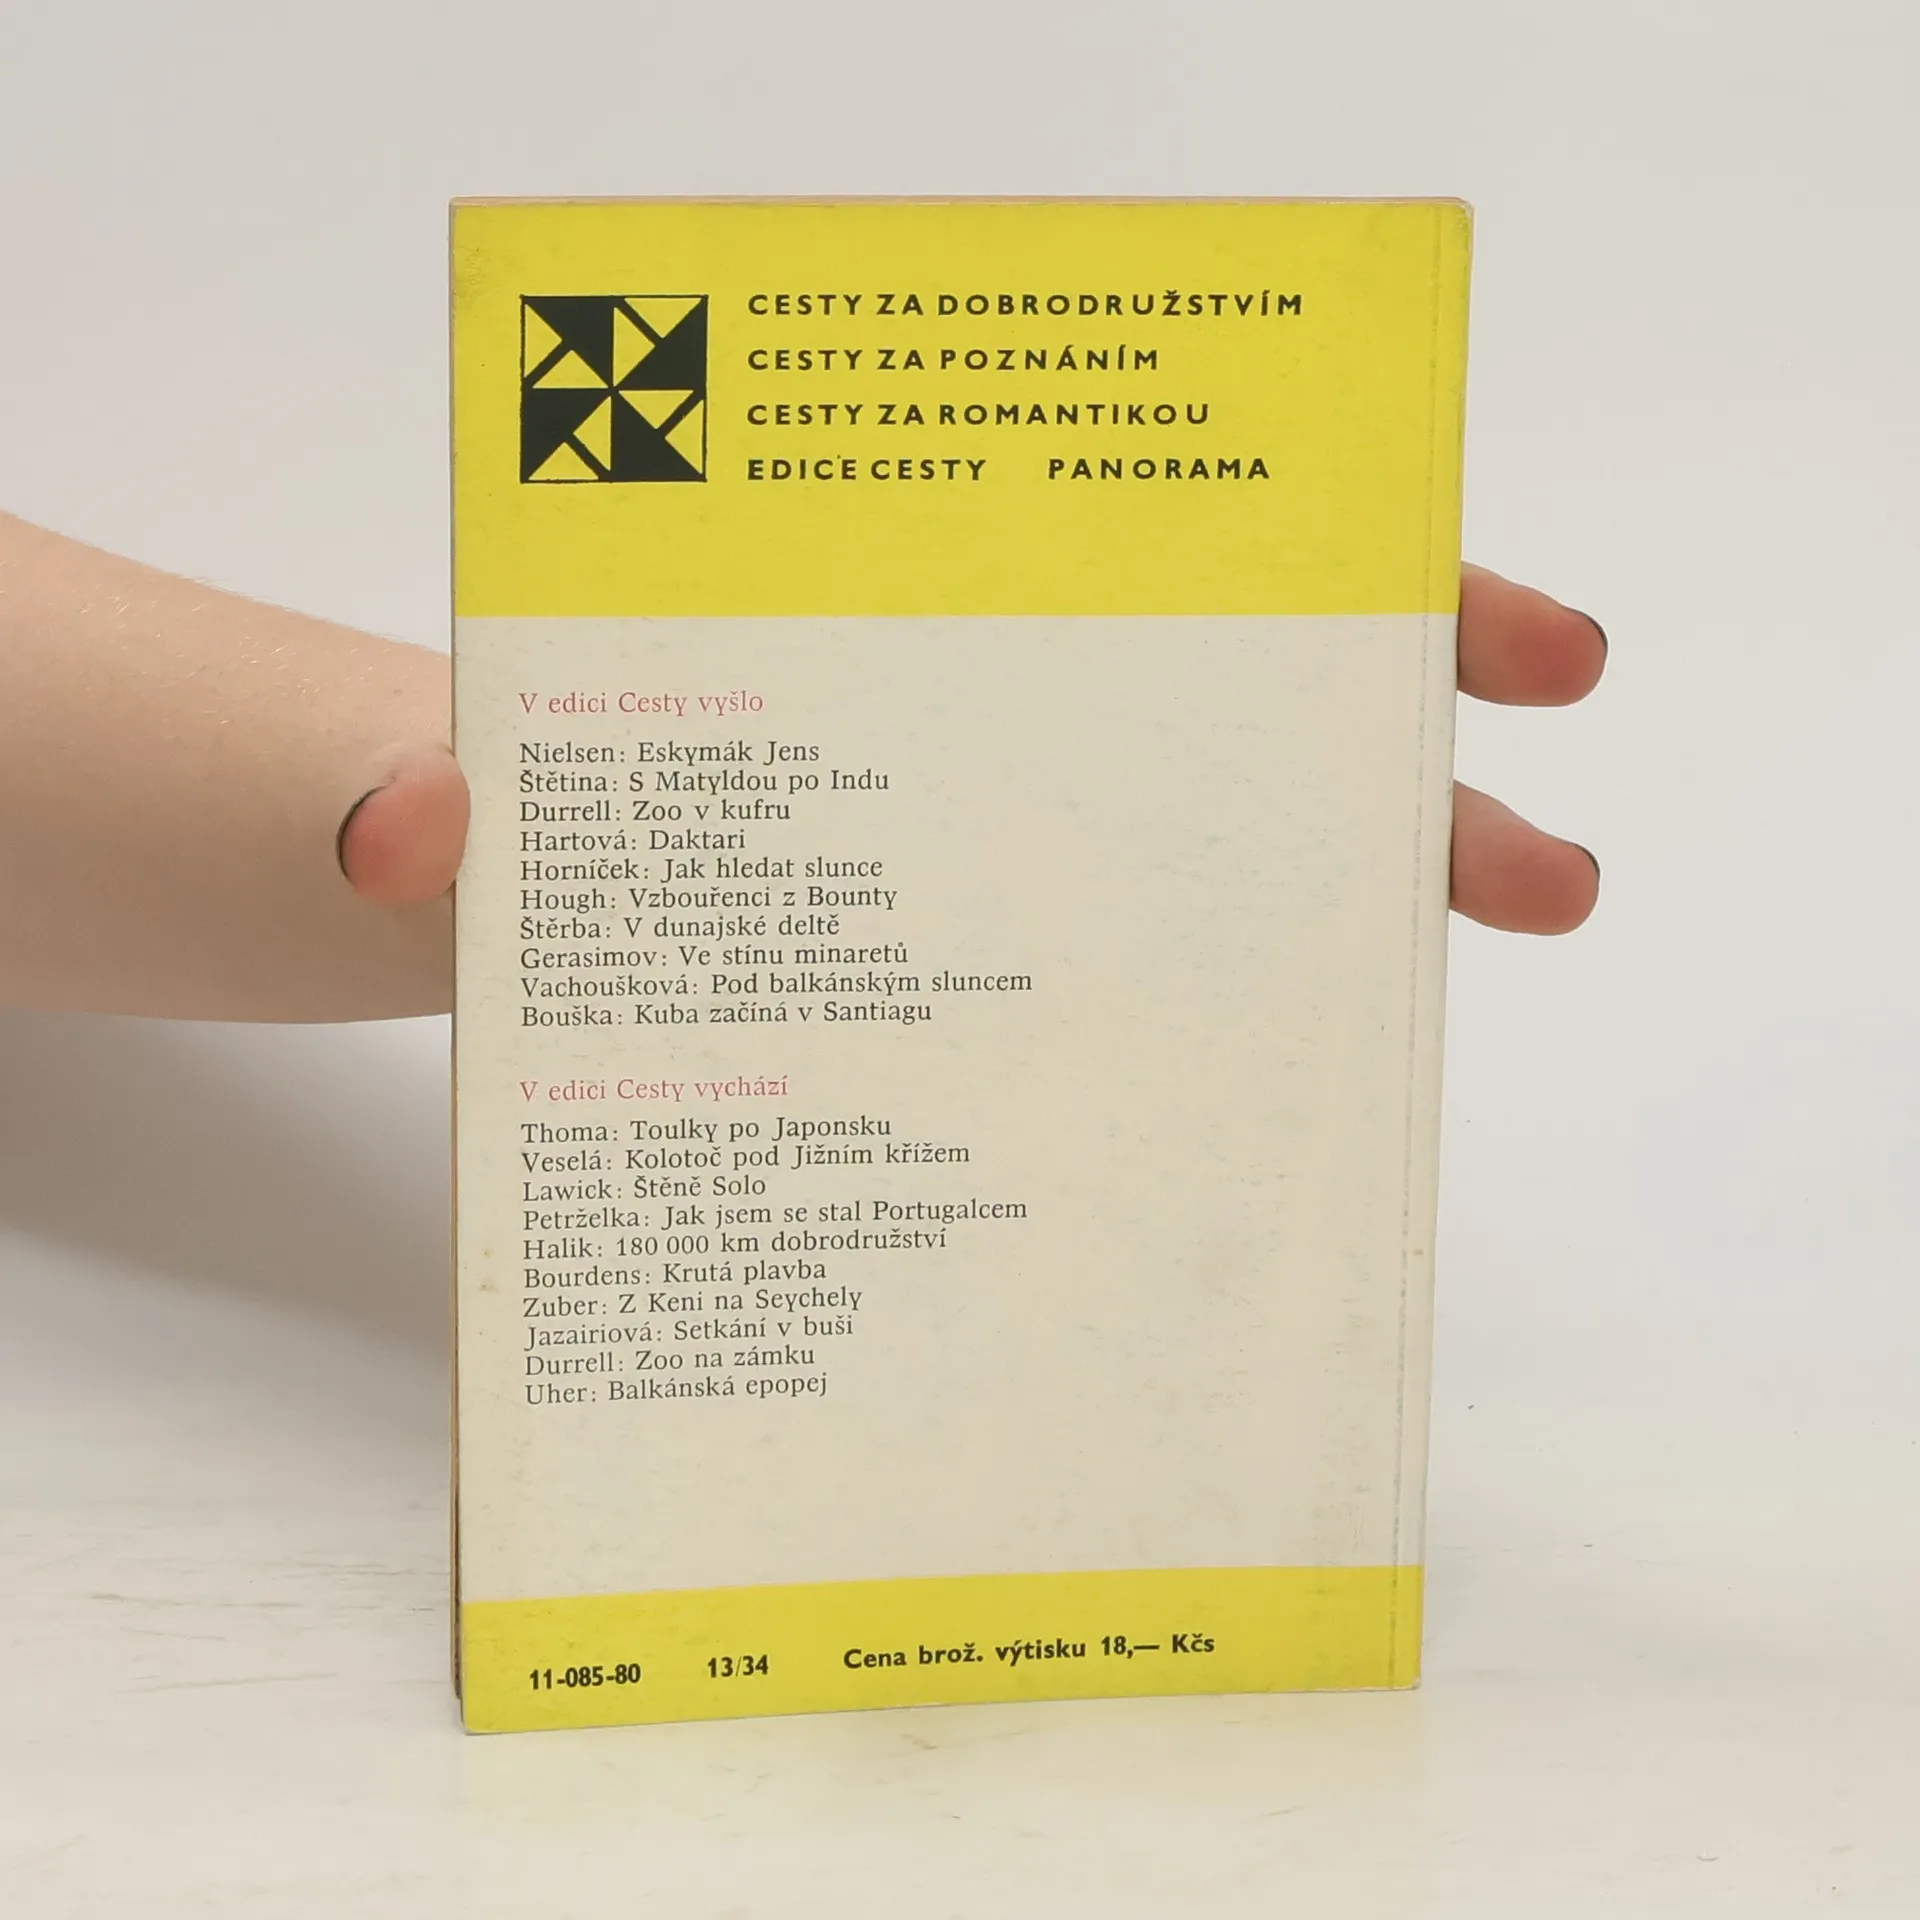 CESTY ZA DOBRODRUŽSTVÍM
CESTY ZA POZNÁNÍM
CESTY ZA ROMANTIKOU
EDICE CESTY PANORAMA
V edici Cesty vyšlo
Nielsen: Eskymák Jens
Štětina: S Matyldou po Indu
Durrell: Zoo v kufru
Hartová: Daktari
Horníček: Jak hledat slunce
Hough: Vzbouřenci z Bounty
Štěrba: V dunajské deltě
Gerasimov: Ve stínu minaretů
Vachoušková: Pod balkánským sluncem
Bouška: Kuba začíná v Santiagu
V edici Cesty vychází
Thoma: Toulky po Japonsku
Veselá: Kolotoč pod Jižním křížem
Lawick: Štěně Solo
Petrželka: Jak jsem se stal Portugalcem
Halik: 180 000 km dobrodružství
Bourdens: Krutá plavba
Zuber: Z Keni na Seychely
Jazairiová: Setkání v buši
Durrell: Zoo na zámku
Uher: Balkánská epopej
11-085-80 13/34 Cena brož. výtisku 18,— Kčs